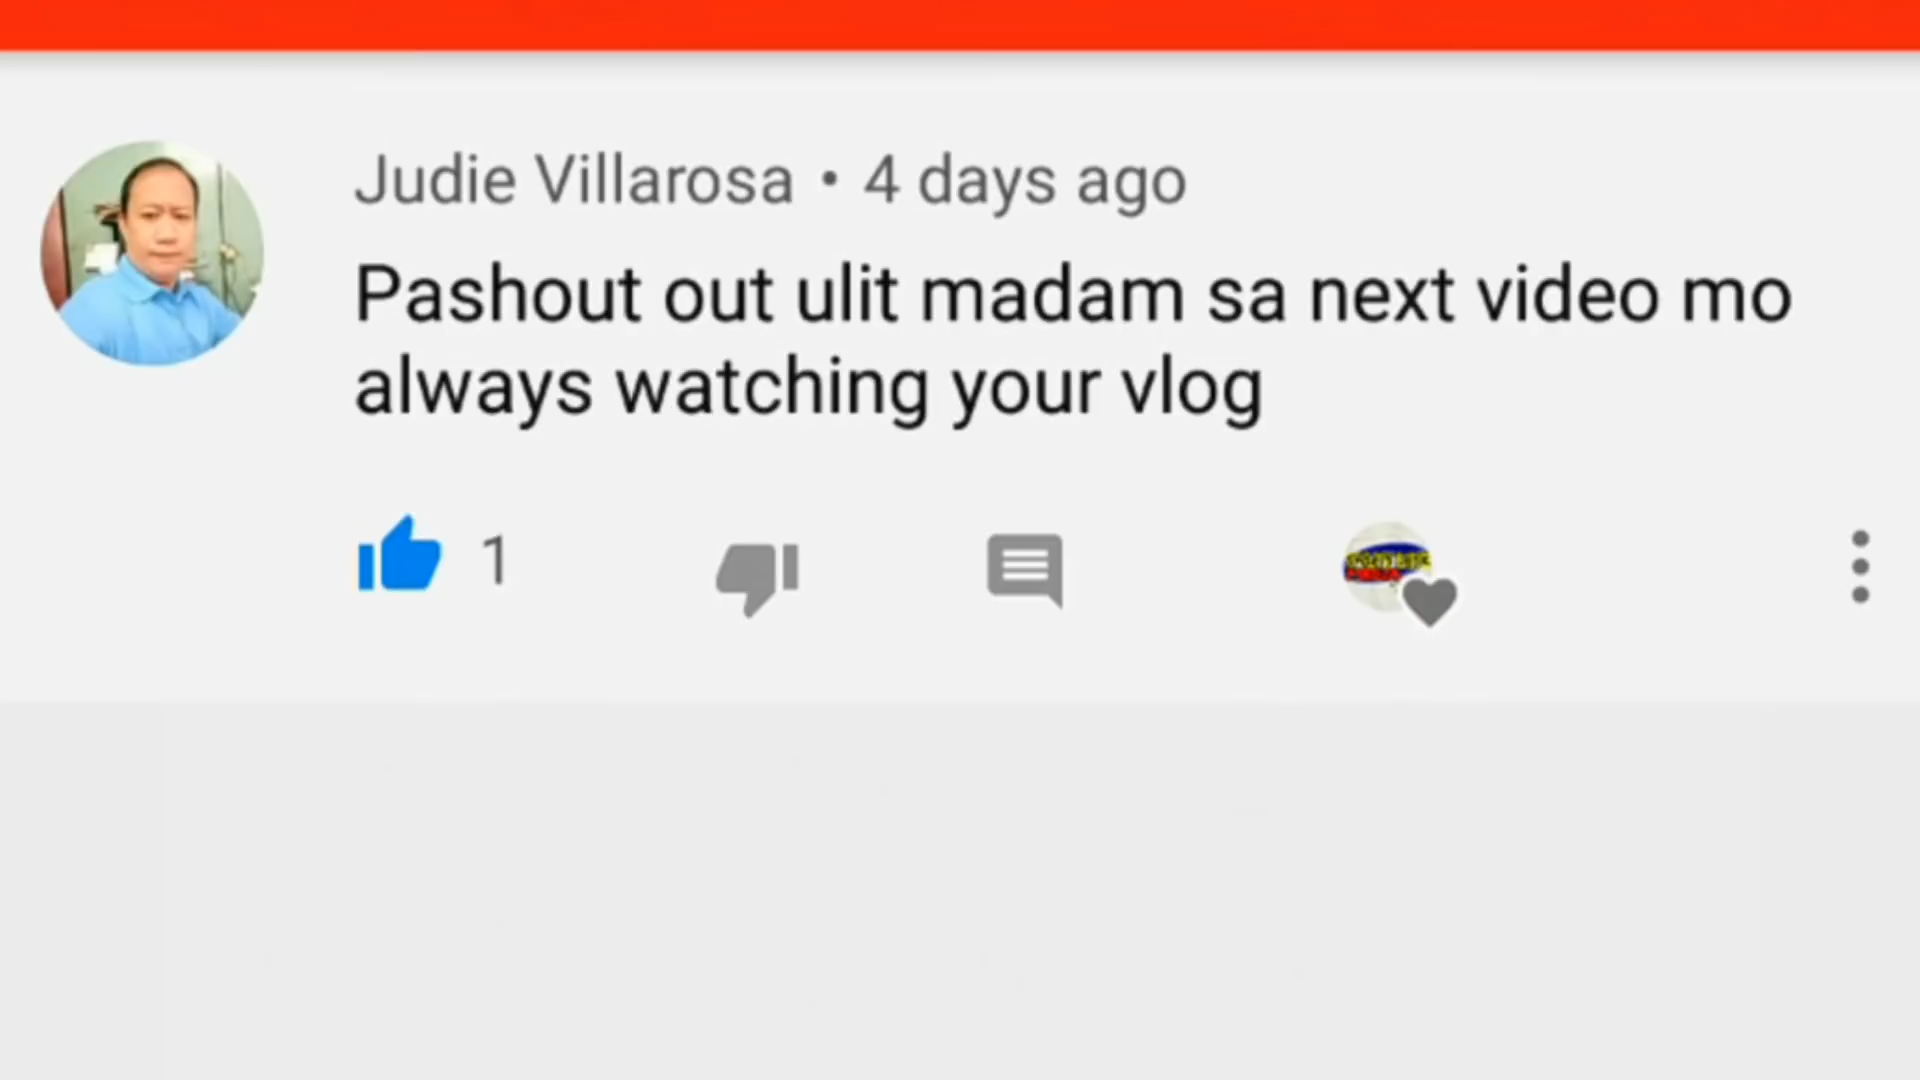 Judie Villarosa • 4 days ago
Pashout out ulit madam sa next video mo
always watching your vlog
1